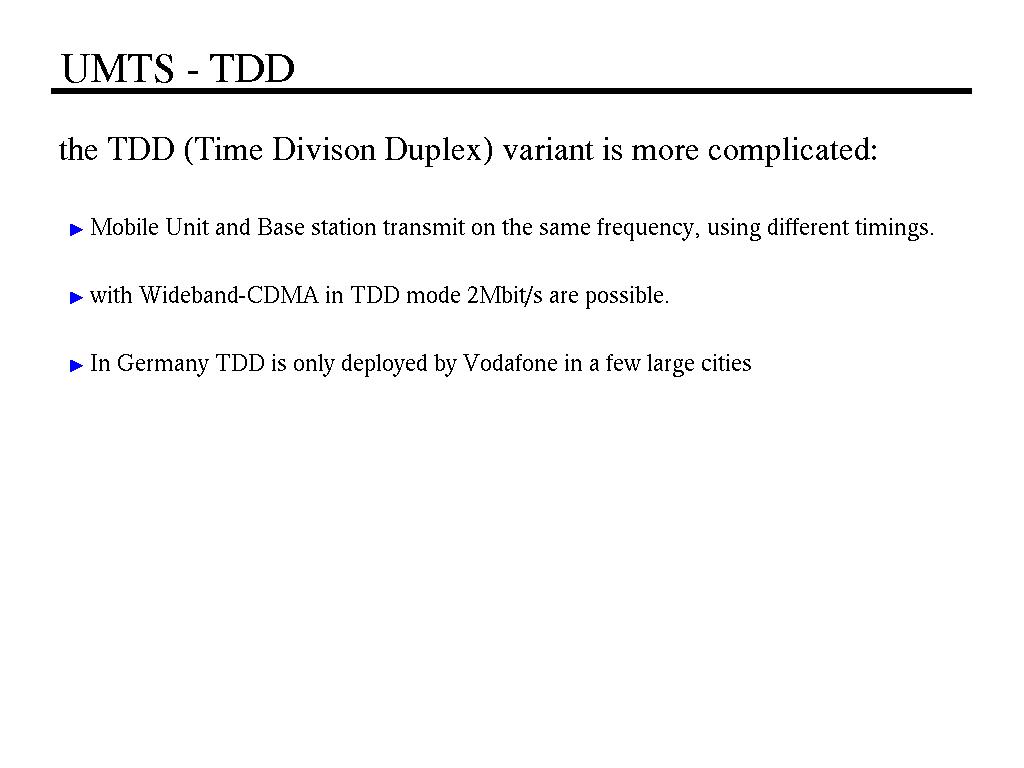 UMTS - TDD
the TDD (Time Divison Duplex) variant is more complicated:
Mobile Unit and Base station transmit on the same frequency, using different timings.
with Wideband-CDMA in TDD mode 2Mbit/s are possible.
In Germany TDD is only deployed by Vodafone in a few large cities